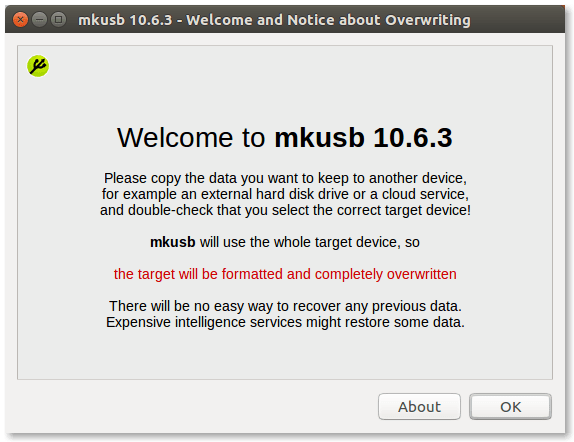 mkusb 10.6.3 - Welcome and Notice about Overwriting
Welcome to mkusb 10.6.3
Please copy the data you want to keep to another device,
for example an external hard disk drive or a cloud service,
and double-check that you select the correct target device!
mkusb will use the whole target device, so
the target will be formatted and completely overwritten
There will be no easy way to recover any previous data.
Expensive intelligence services might restore some data.
About
OK